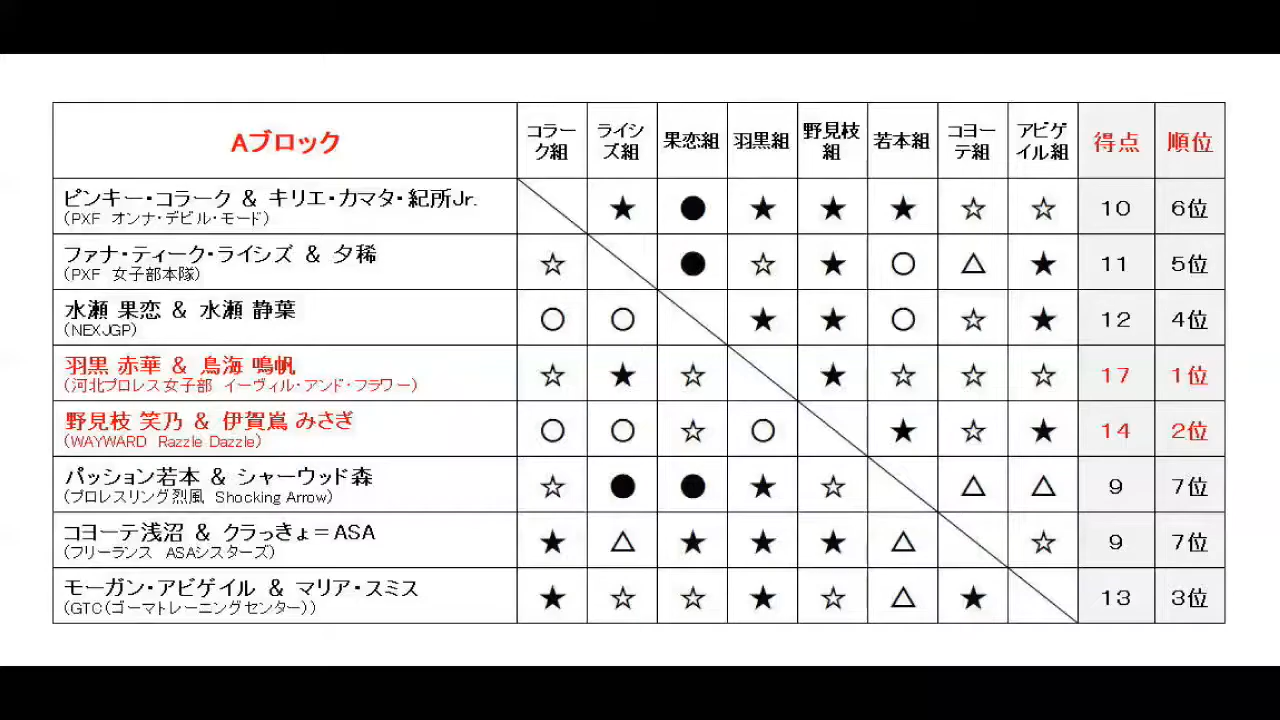 Aブロック コラーク組 ライシズ組 果恋組 羽黒組 野見枝組 若本組 コヨーテ組 アビゲイル組 得点 順位
ピンキー・コラーク & キリエ・カマタ・紀所Jr. ★ ● ★ ★ ★ ☆ ☆ 10 6位
(PXF オンナ・デビル・モード)
ファナ・ティーク・ライシズ & 夕稀 ☆ ● ☆ ★ ○ △ ★ 11 5位
(PXF 女子部本隊)
水瀬 果恋 & 水瀬 静葉 ○ ○ ★ ★ ○ ☆ ★ 12 4位
(NEXJGP)
羽黒 赤華 & 鳥海 鳴帆 ☆ ★ ☆ ★ ☆ ☆ ☆ 17 1位
(河北プロレス女子部 イーヴィル・アンド・フラワー)
野見枝 笑乃 & 伊賀嶌 みさぎ ○ ○ ☆ ○ ★ ☆ ★ 14 2位
(WAYWARD Razzle Dazzle)
パッション若本 & シャーウッド森 ☆ ● ● ★ ☆ △ △ 9 7位
(プロレスリング烈風 Shocking Arrow)
コヨーテ浅沼 & クラっきょ=ASA ★ △ ★ ★ ★ △ ☆ 9 7位
(フリーランス ASAシスターズ)
モーガン・アビゲイル & マリア・スミス ★ ☆ ☆ ★ ☆ △ ★ 13 3位
(GTC(ゴーマトレーニングセンター))